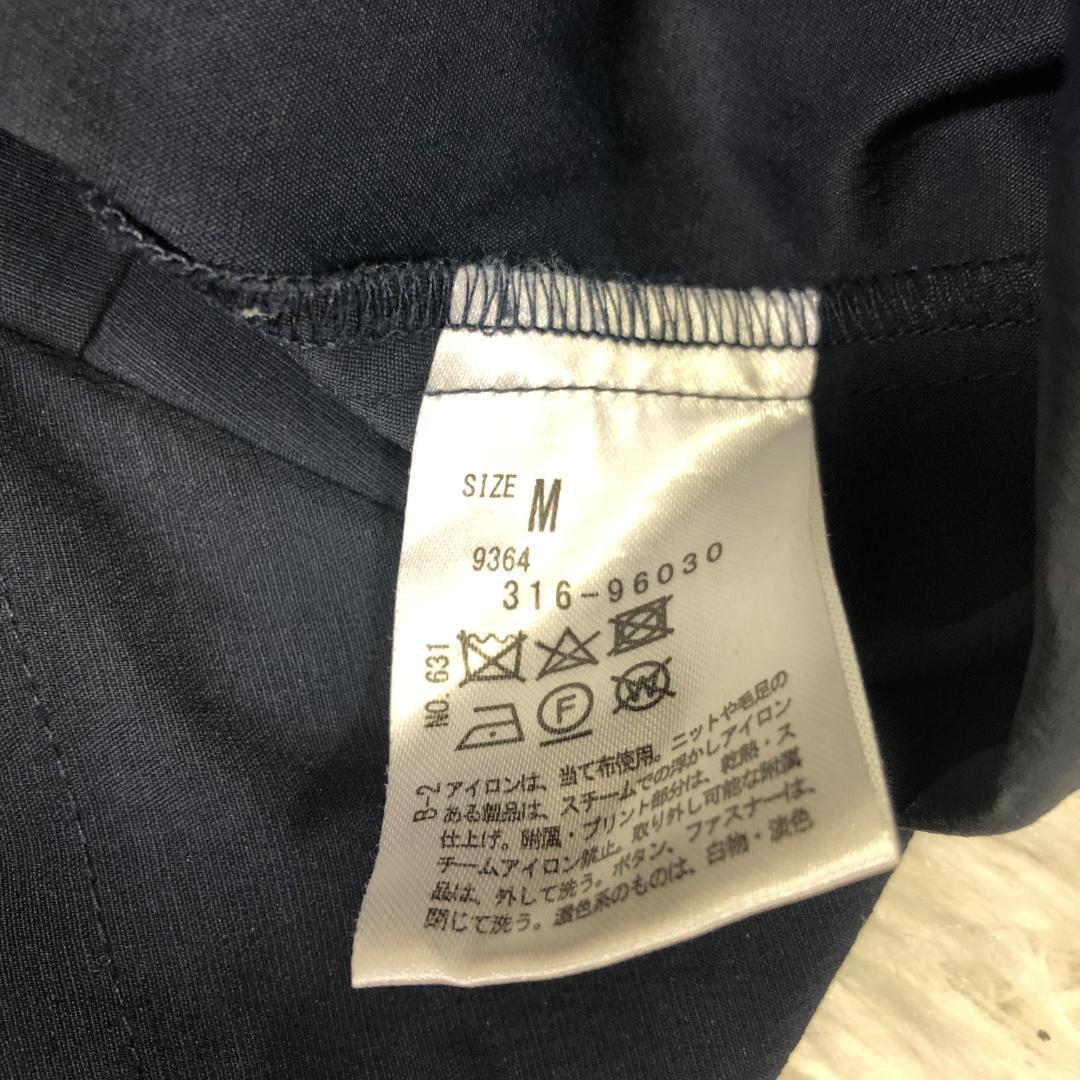 SIZE M
9364
316-96030
NO. 631
F W
B-2 アイロンは、当て布使用。ニットや毛足の
ある製品は、スチームでの浮かしアイロン
仕上げ。附属・プリント部分は、乾熱・ス
チームアイロン禁止。取り外し可能な附属
品は、外して洗う。ボタン、ファスナーは、
閉じて洗う。濃色系のものは、白物・淡色